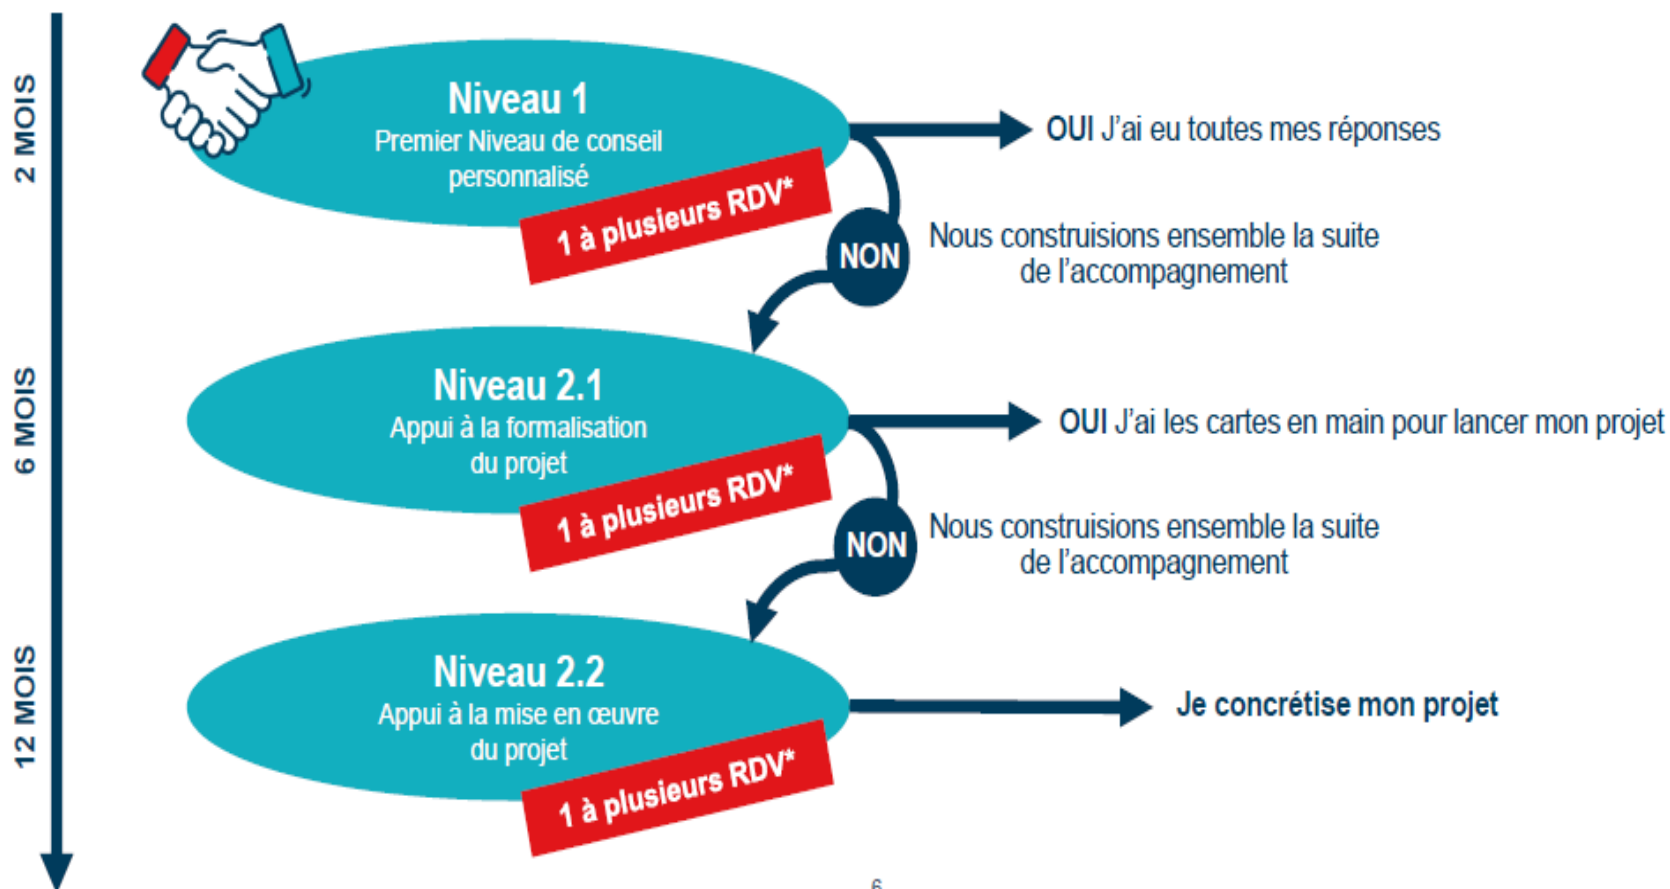 2 MOIS
Niveau 1
Premier Niveau de conseil
personnalisé
1 à plusieurs RDV*
OUI J'ai eu toutes mes réponses
NON
Nous construisions ensemble la suite
de l'accompagnement
6 MOIS
Niveau 2.1
Appui à la formalisation
du projet
1 à plusieurs RDV*
OUI J'ai les cartes en main pour lancer mon projet
NON
Nous construisions ensemble la suite
de l'accompagnement
12 MOIS
Niveau 2.2
Appui à la mise en œuvre
du projet
1 à plusieurs RDV*
Je concrétise mon projet
6